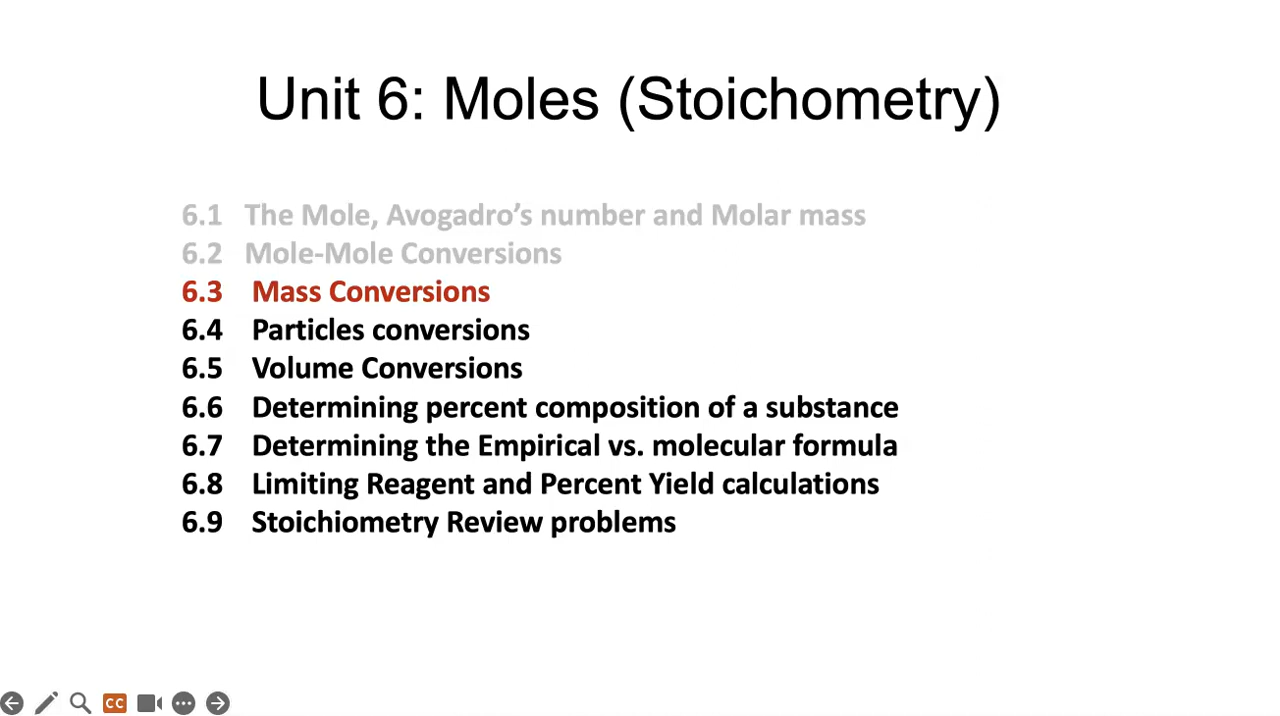 Unit 6: Moles (Stoichometry)
6.1 The Mole, Avogadro’s number and Molar mass
6.2 Mole-Mole Conversions
6.3 Mass Conversions
6.4 Particles conversions
6.5 Volume Conversions
6.6 Determining percent composition of a substance
6.7 Determining the Empirical vs. molecular formula
6.8 Limiting Reagent and Percent Yield calculations
6.9 Stoichiometry Review problems
CC